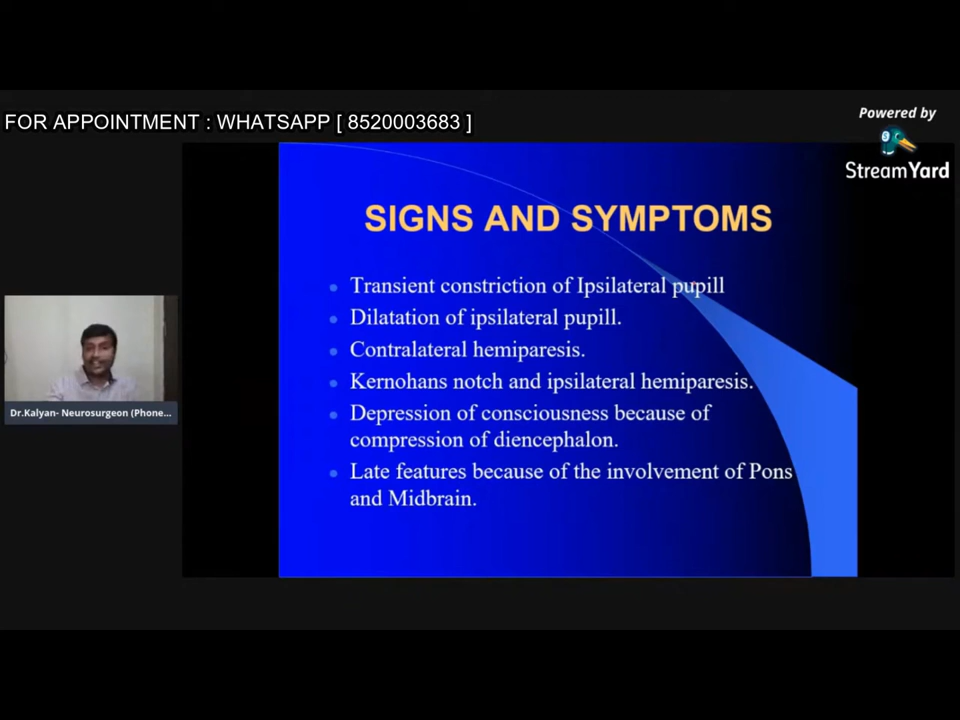 FOR APPOINTMENT : WHATSAPP [ 8520003683 ]
Powered by
StreamYard
SIGNS AND SYMPTOMS
Transient constriction of Ipsilateral pupill
Dilatation of ipsilateral pupill.
Contralateral hemiparesis.
Kernohans notch and ipsilateral hemiparesis.
Depression of consciousness because of
compression of diencephalon.
Late features because of the involvement of Pons
and Midbrain.
Dr.Kalyan- Neurosurgeon (Phone...